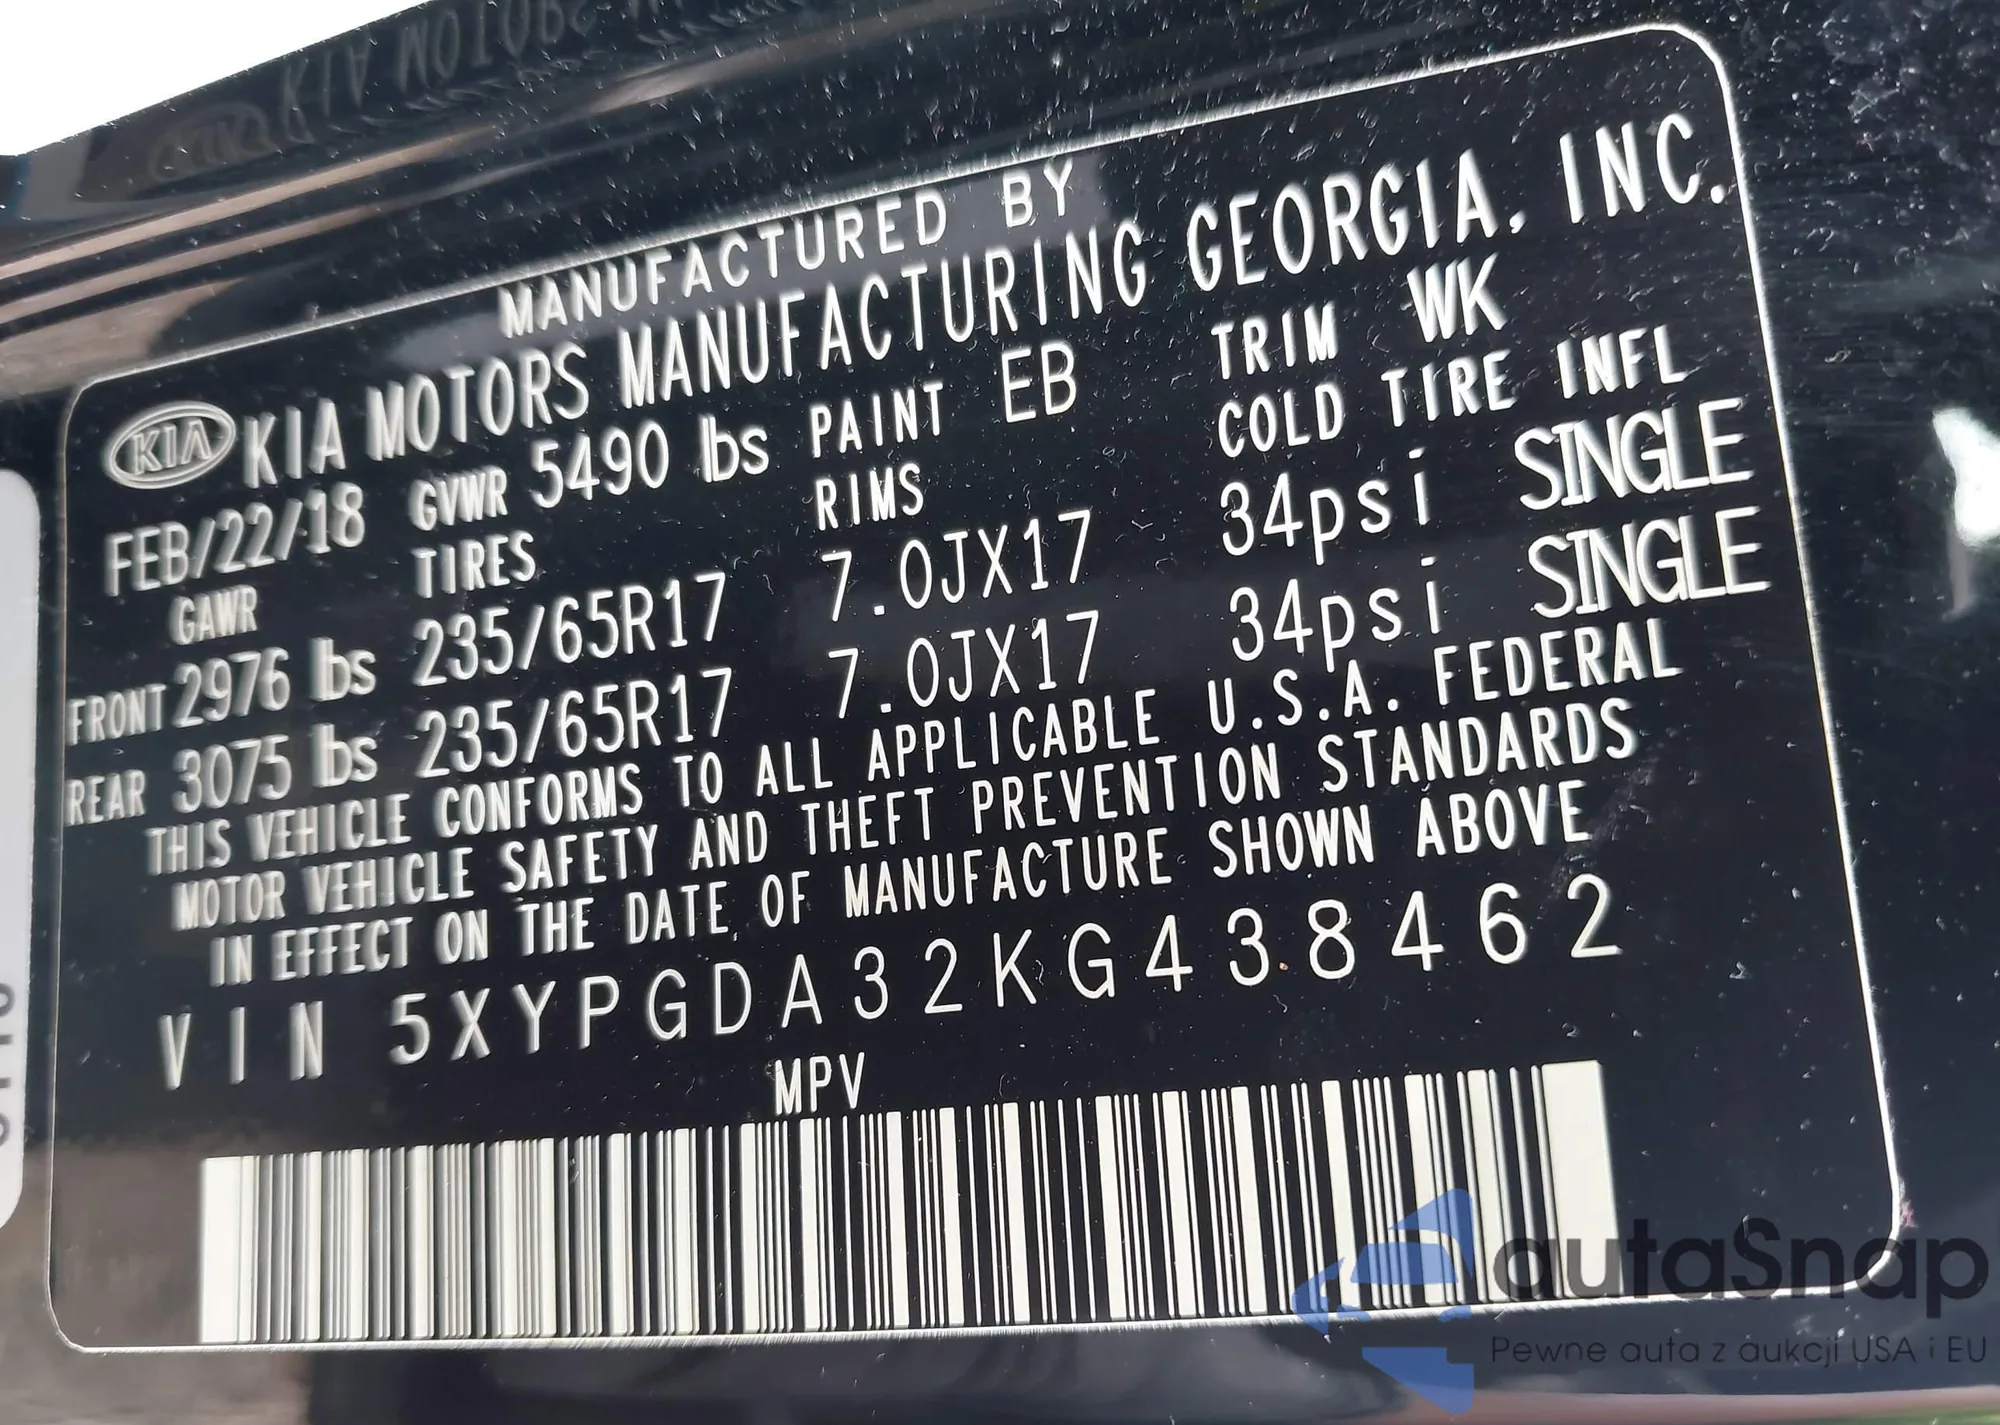 MANUFACTURED BY
KIA KIA MOTORS MANUFACTURING GEORGIA, INC.
FEB/22/18 GVWR 5490 lbs PAINT EB TRIM WK
GAWR TIRES RIMS COLD TIRE INFL
FRONT 2976 lbs 235/65R17 7.0JX17 34psi SINGLE
REAR 3075 lbs 235/65R17 7.0JX17 34psi SINGLE
THIS VEHICLE CONFORMS TO ALL APPLICABLE U.S.A. FEDERAL
MOTOR VEHICLE SAFETY AND THEFT PREVENTION STANDARDS
IN EFFECT ON THE DATE OF MANUFACTURE SHOWN ABOVE
VIN 5XYPGDA32KG438462
MPV
autaSnap
Pewne auta z aukcji USA i EU